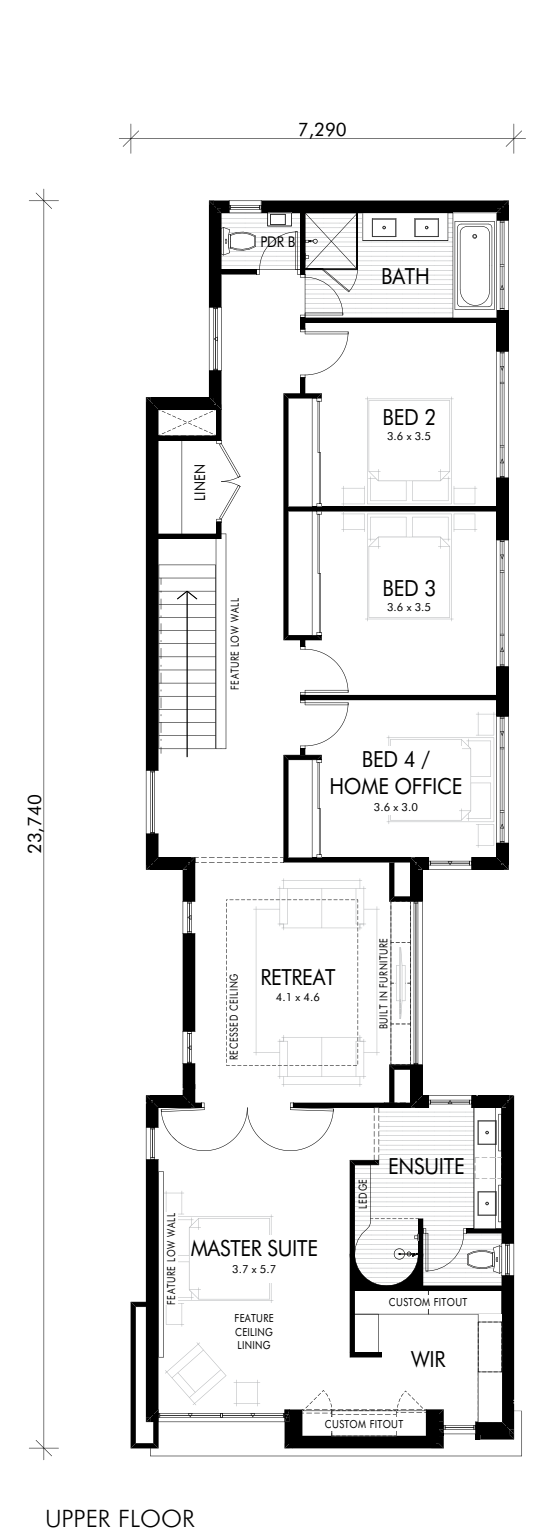 7,290
PDR B
BATH
BED 2
3.6 x 3.5
LINEN
BED 3
3.6 x 3.5
FEATURE LOW WALL
BED 4 /
HOME OFFICE
3.6 x 3.0
23,740
RETREAT
4.1 x 4.6
RECESSED CEILING
BUILT IN FURNITURE
ENSUITE
LEDGE
MASTER SUITE
3.7 x 5.7
FEATURE LOW WALL
FEATURE
CEILING
LINING
CUSTOM FITOUT
WIR
CUSTOM FITOUT
UPPER FLOOR